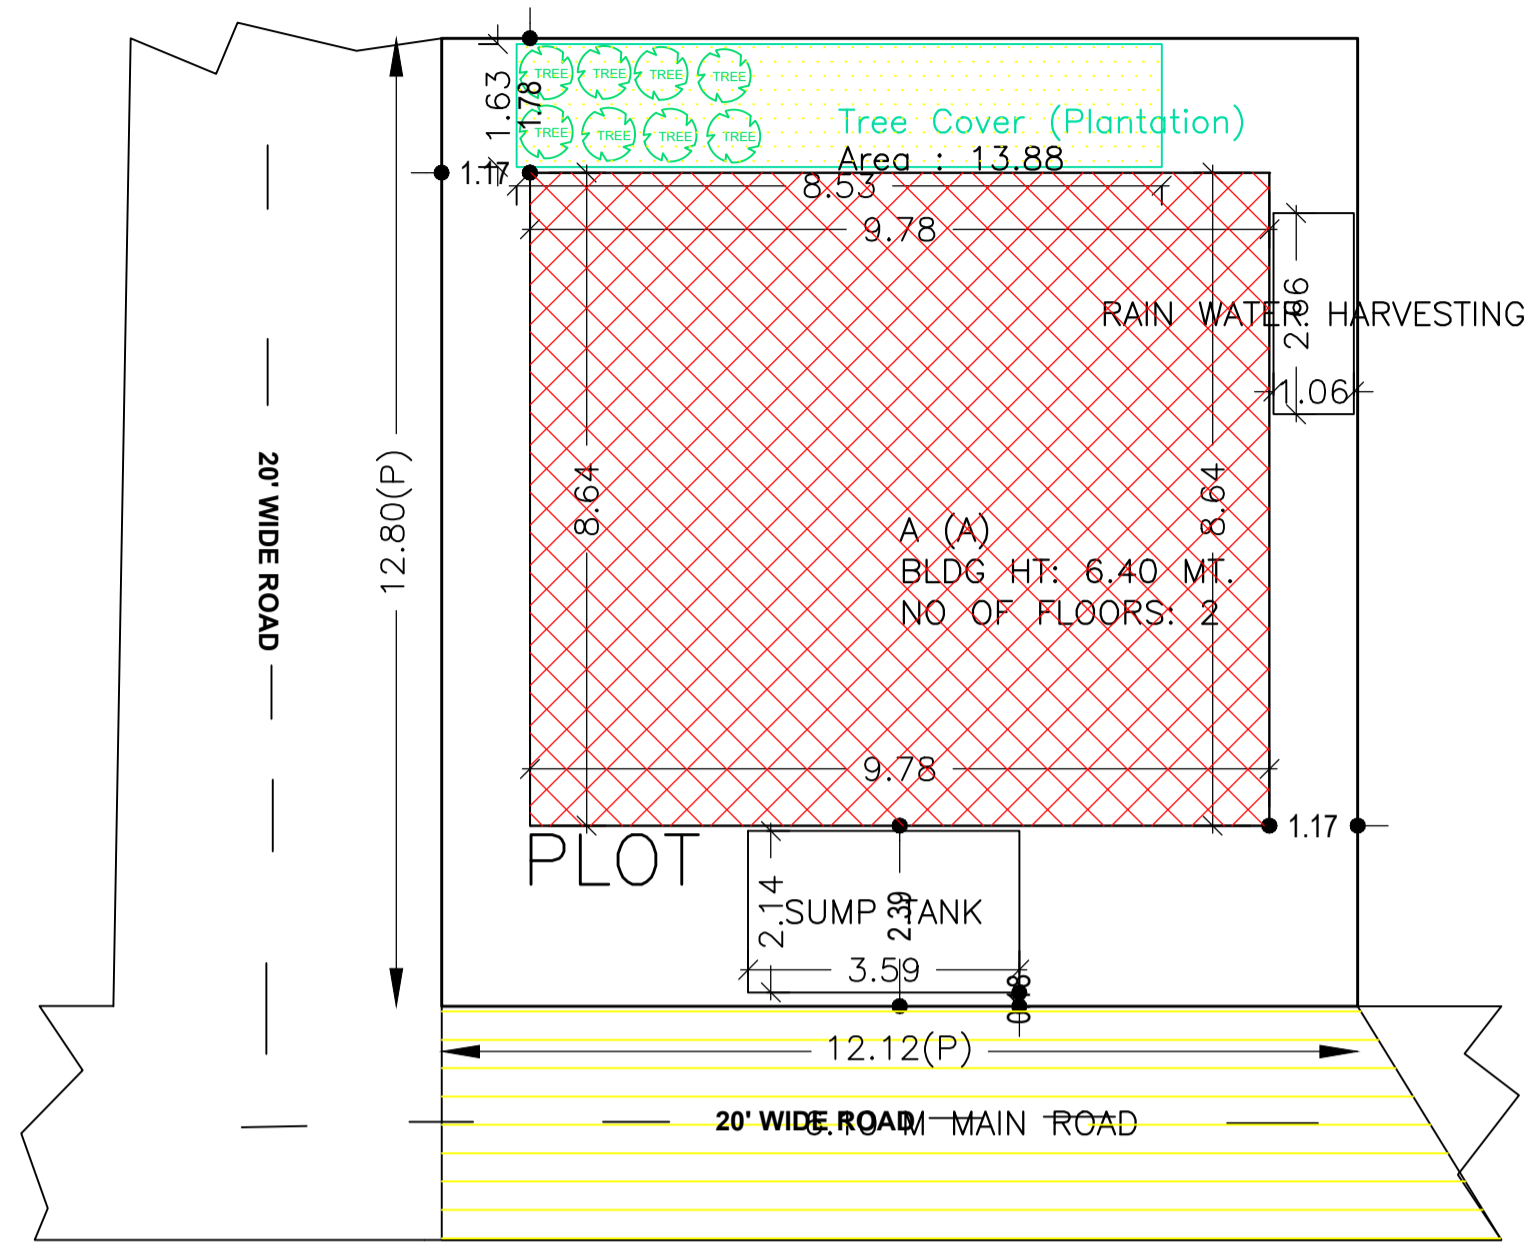 TREE TREE TREE TREE
TREE TREE TREE TREE
1.63
1.78
Tree Cover (Plantation)
Area : 13.88
1.17
8.53
9.78
2.66
RAIN WATER HARVESTING
1.06
20' WIDE ROAD
12.80(P)
8.64
8.64
A (A)
BLDG HT: 6.40 MT.
NO OF FLOORS: 2
9.78
1.17
PLOT
2.14
SUMP TANK
2.39
3.59
12.12(P)
20' WIDE ROAD
M MAIN ROAD